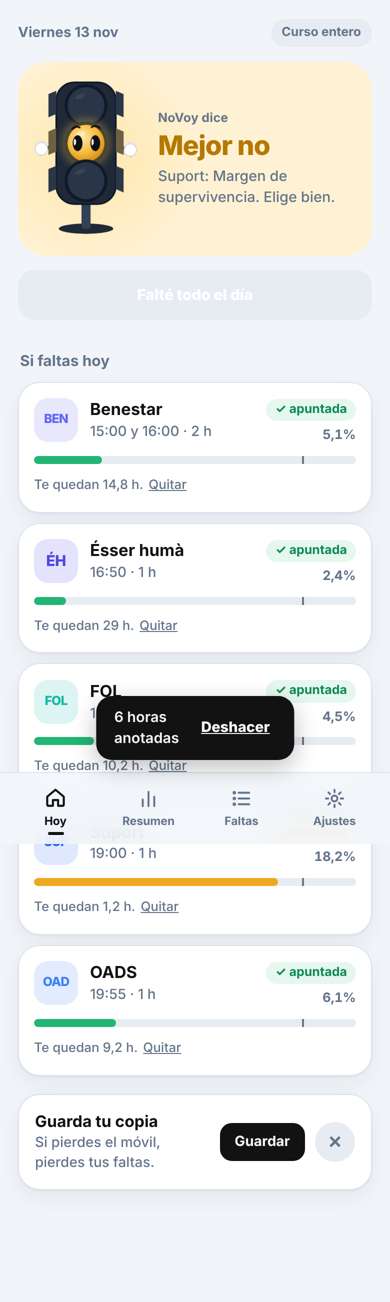 Viernes 13 nov
Curso entero
NoVoy dice
Mejor no
Suport: Margen de
supervivencia. Elige bien.
Falté todo el día
Si faltas hoy
BEN
Benestar
✓ apuntada
15:00 y 16:00 · 2 h
5,1%
Te quedan 14,8 h. Quitar
ÉH
Ésser humà
✓ apuntada
16:50 · 1 h
2,4%
Te quedan 29 h. Quitar
FOL
FOL
✓ apuntada
4,5%
6 horas
anotadas
Deshacer
Te quedan 10,2 h. Quitar
Hoy
Resumen
Faltas
Ajustes
Suport
19:00 · 1 h
18,2%
Te quedan 1,2 h. Quitar
OAD
OADS
✓ apuntada
19:55 · 1 h
6,1%
Te quedan 9,2 h. Quitar
Guarda tu copia
Si pierdes el móvil,
pierdes tus faltas.
Guardar